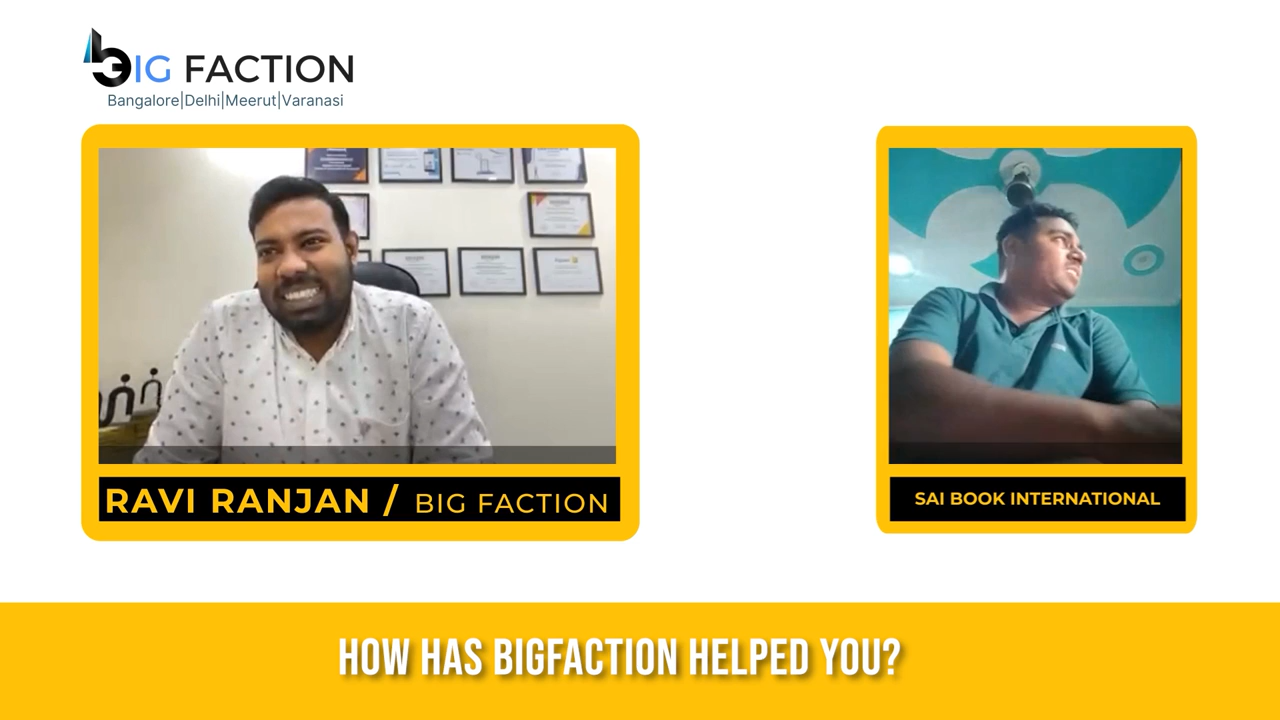 BIG FACTION
Bangalore|Delhi|Meerut|Varanasi
RAVI RANJAN / BIG FACTION
SAI BOOK INTERNATIONAL
HOW HAS BIGFACTION HELPED YOU?